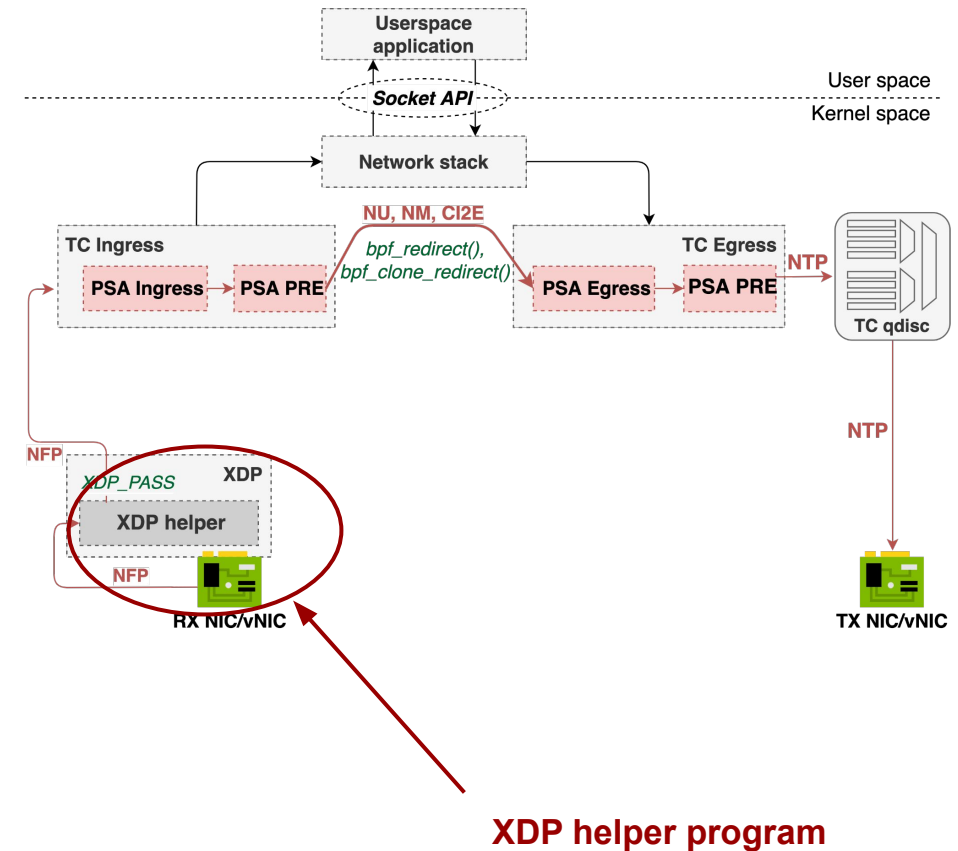 Userspace
application
User space
Socket API
Kernel space
Network stack
NU, NM, CI2E
TC Ingress
bpf_redirect(),
bpf_clone_redirect()
TC Egress
PSA Ingress
PSA PRE
PSA Egress
PSA PRE
NTP
TC qdisc
NTP
NFP
XDP_PASS
XDP
XDP helper
NFP
RX NIC/vNIC
TX NIC/vNIC
XDP helper program